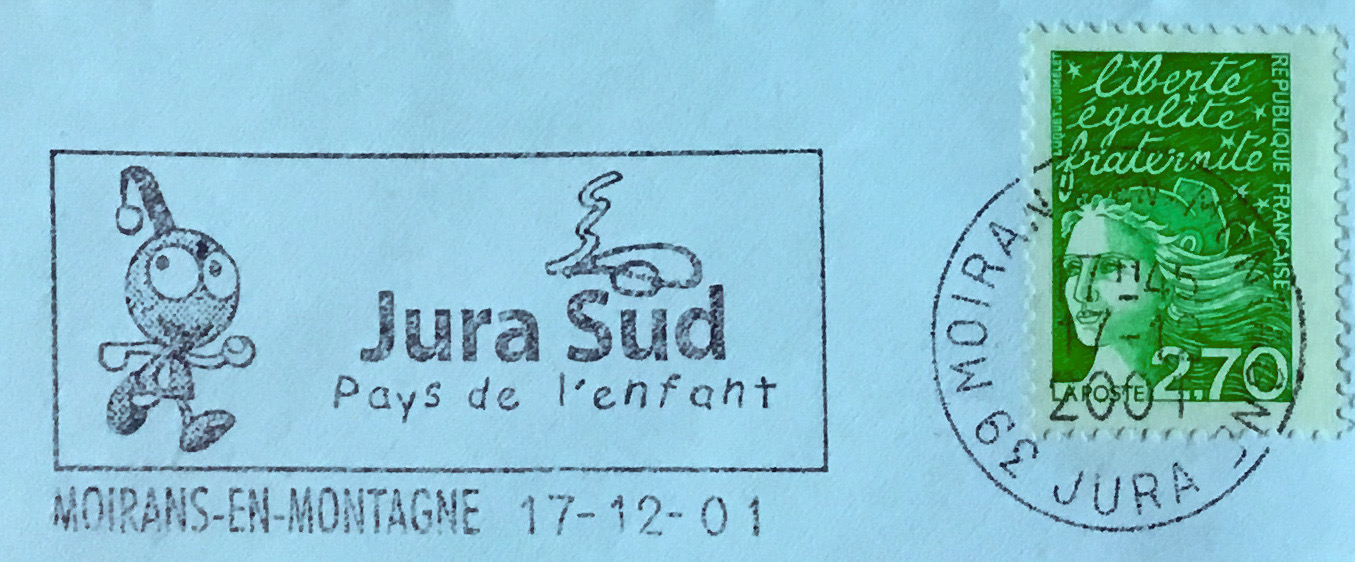 Jura Sud
Pays de l'enfant
MOIRANS-EN-MONTAGNE 17-12-01
liberté
égalité
fraternité
RÉPUBLIQUE FRANÇAISE
LA POSTE 2,70
39
JURA
2001